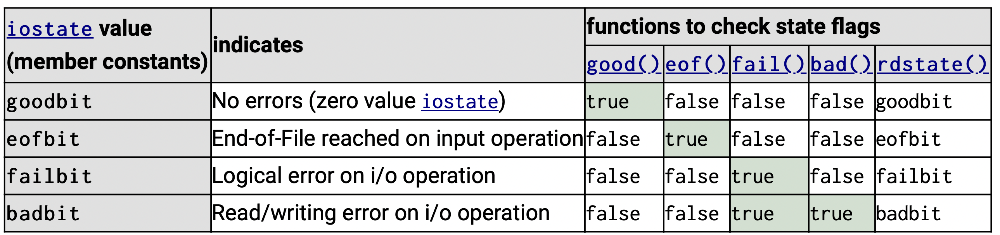 iostate value
(member constants)
indicates
functions to check state flags
good() eof() fail() bad() rdstate()
goodbit No errors (zero value iostate) true false false false goodbit
eofbit End-of-File reached on input operation false true false false eofbit
failbit Logical error on i/o operation false false true false failbit
badbit Read/writing error on i/o operation false false true true badbit